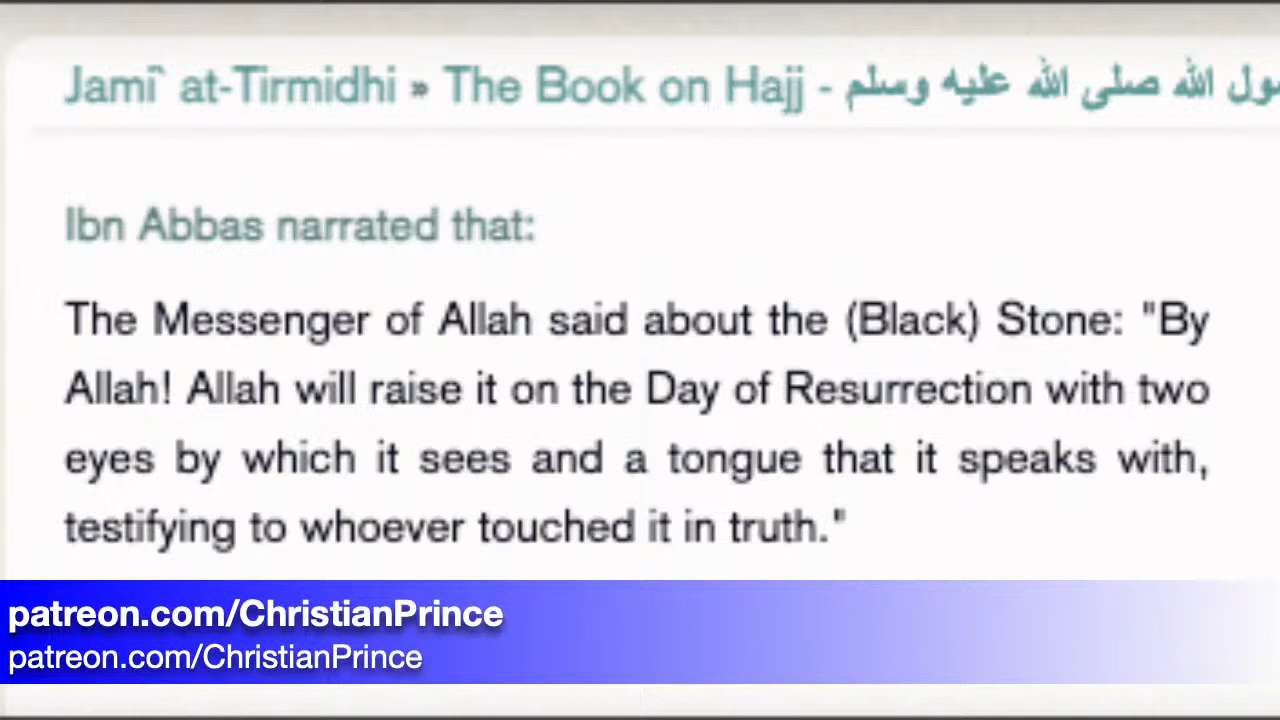 Jami` at-Tirmidhi » The Book on Hajj - سول الله صلى الله عليه وسلم
Ibn Abbas narrated that:
The Messenger of Allah said about the (Black) Stone: "By
Allah! Allah will raise it on the Day of Resurrection with two
eyes by which it sees and a tongue that it speaks with,
testifying to whoever touched it in truth."
patreon.com/ChristianPrince
patreon.com/ChristianPrince